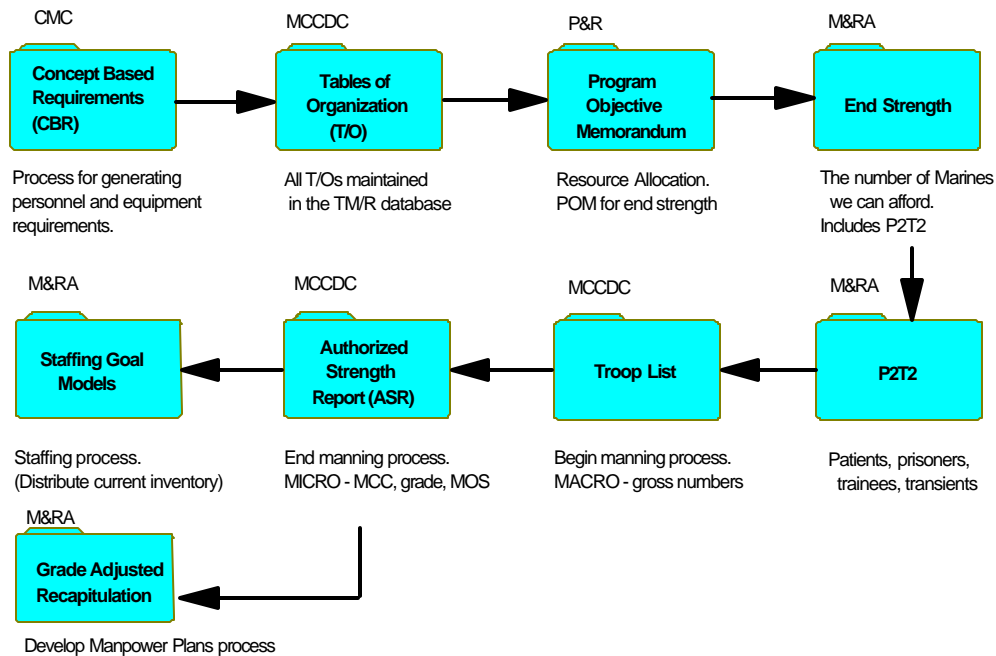 CMC
Concept Based
Requirements
(CBR)
Process for generating
personnel and equipment
requirements.
MCCDC
Tables of
Organization
(T/O)
All T/Os maintained
in the TM/R database
P&R
Program
Objective
Memorandum
Resource Allocation.
POM for end strength
M&RA
End Strength
The number of Marines
we can afford.
Includes P2T2
M&RA
P2T2
Patients, prisoners,
trainees, transients
MCCDC
Troop List
Begin manning process.
MACRO - gross numbers
MCCDC
Authorized
Strength
Report (ASR)
End manning process.
MICRO - MCC, grade, MOS
M&RA
Staffing Goal
Models
Staffing process.
(Distribute current inventory)
M&RA
Grade Adjusted
Recapitulation
Develop Manpower Plans process